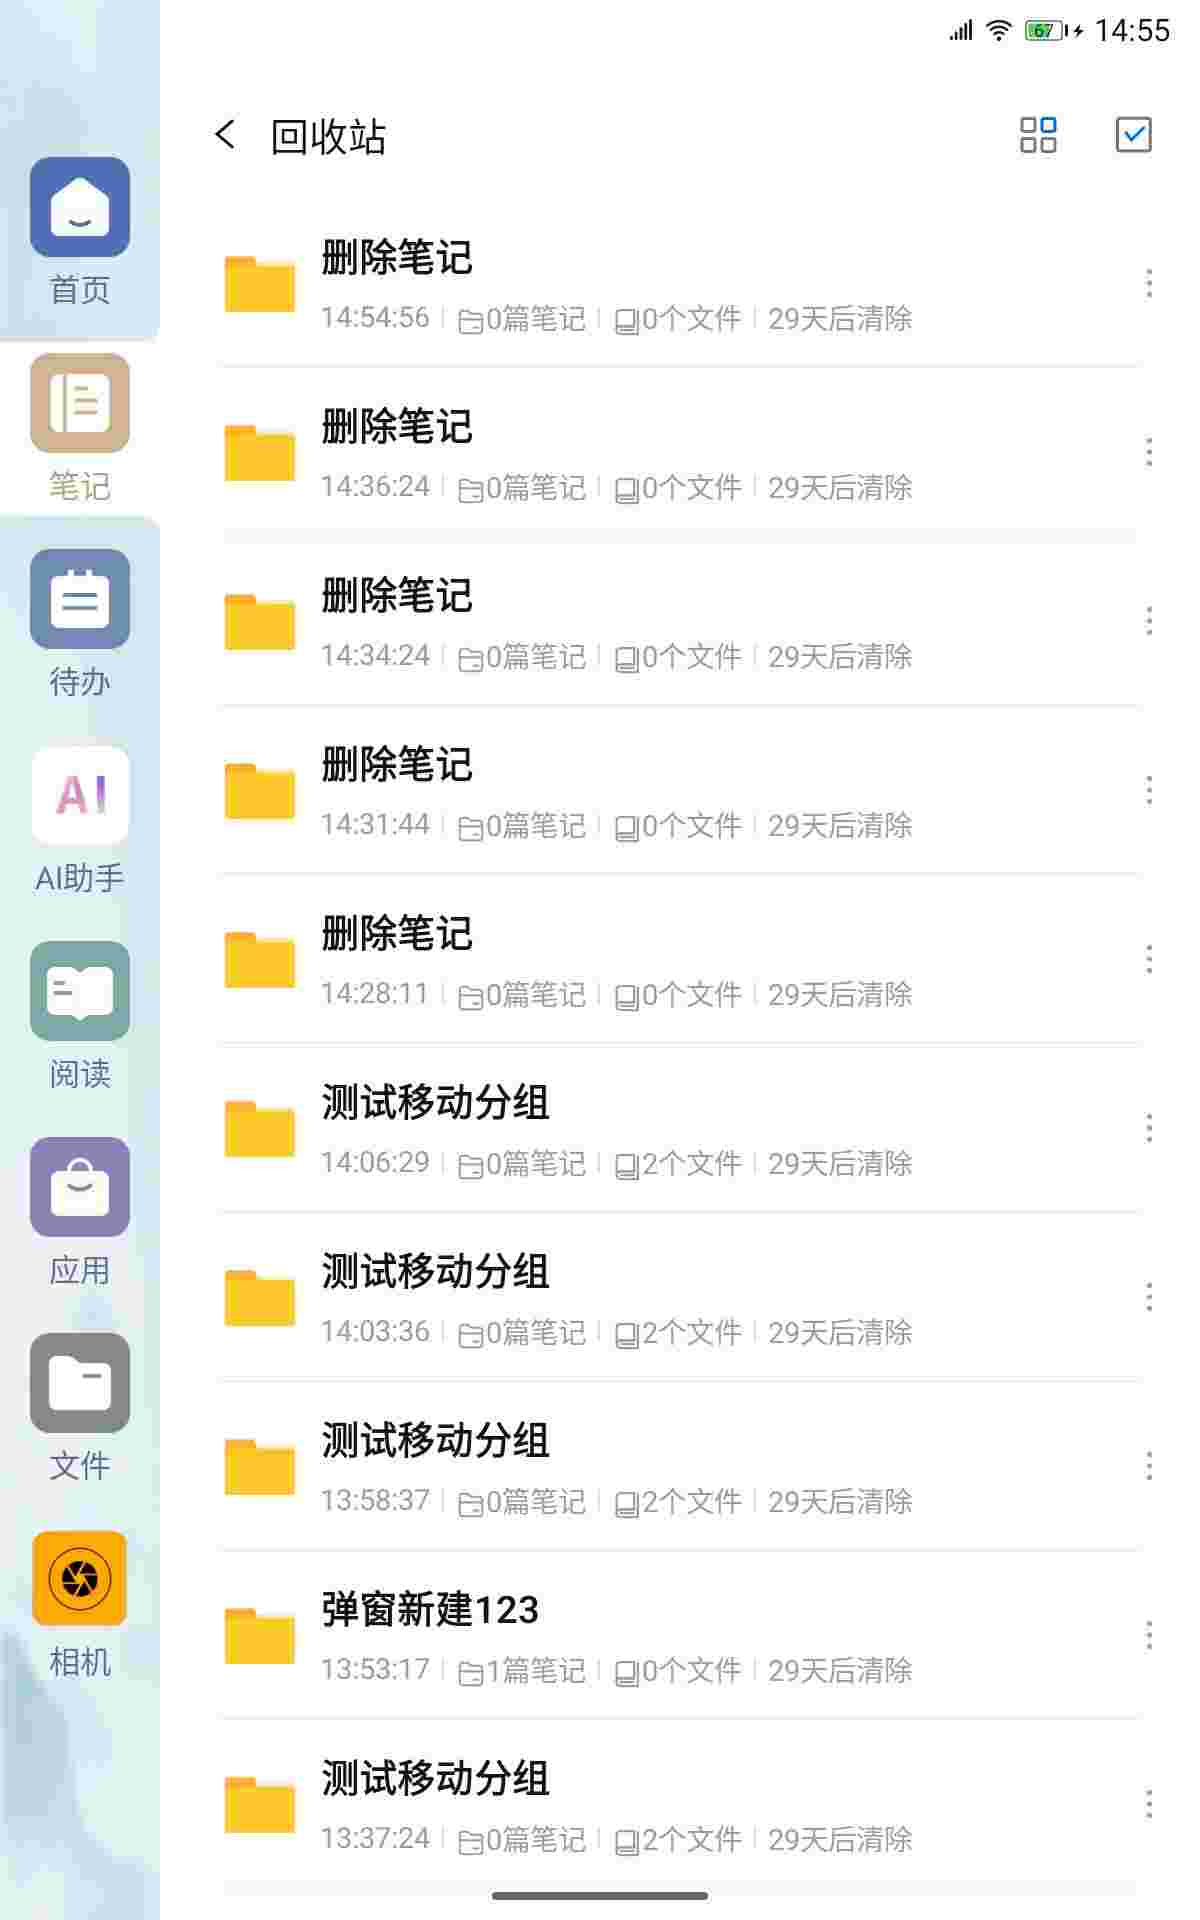 67 14:55
回收站
首页
笔记
待办
AI
AI助手
阅读
应用
文件
相机
删除笔记
14:54:56 0篇笔记 0个文件 29天后清除
删除笔记
14:36:24 0篇笔记 0个文件 29天后清除
删除笔记
14:34:24 0篇笔记 0个文件 29天后清除
删除笔记
14:31:44 0篇笔记 0个文件 29天后清除
删除笔记
14:28:11 0篇笔记 0个文件 29天后清除
测试移动分组
14:06:29 0篇笔记 2个文件 29天后清除
测试移动分组
14:03:36 0篇笔记 2个文件 29天后清除
测试移动分组
13:58:37 0篇笔记 2个文件 29天后清除
弹窗新建123
13:53:17 1篇笔记 0个文件 29天后清除
测试移动分组
13:37:24 0篇笔记 2个文件 29天后清除